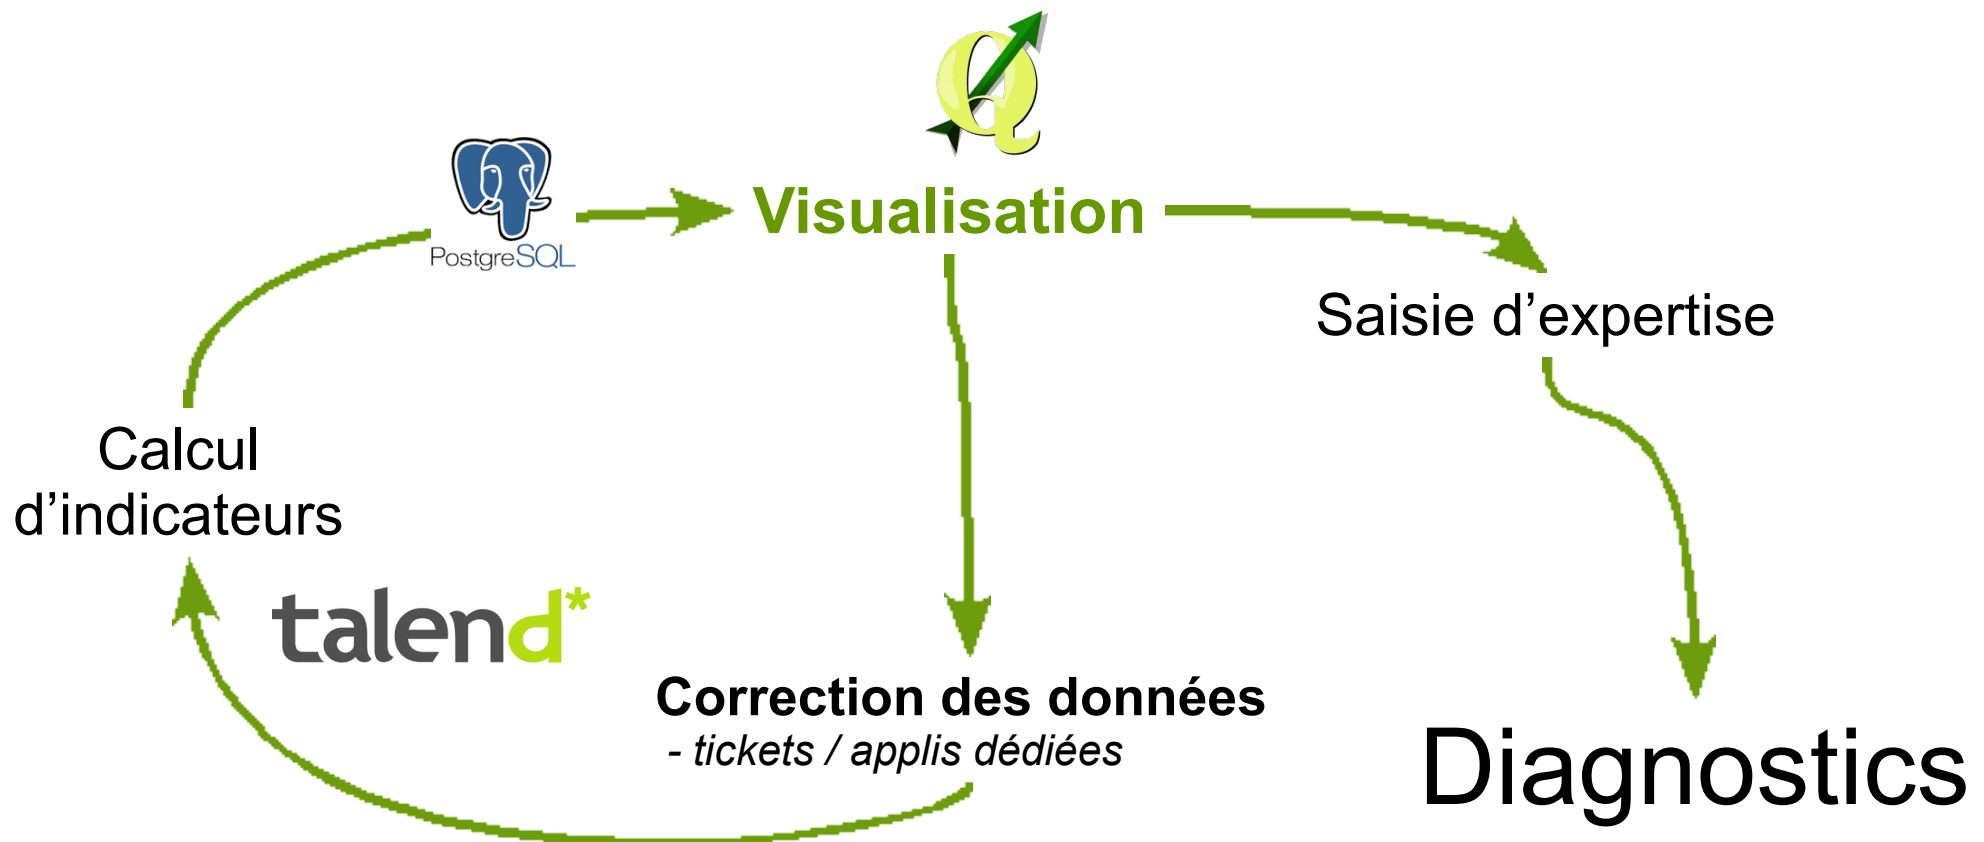 PostgreSQL
Visualisation
Saisie d’expertise
Calcul
d’indicateurs
talend*
Correction des données
- tickets / applis dédiées
Diagnostics